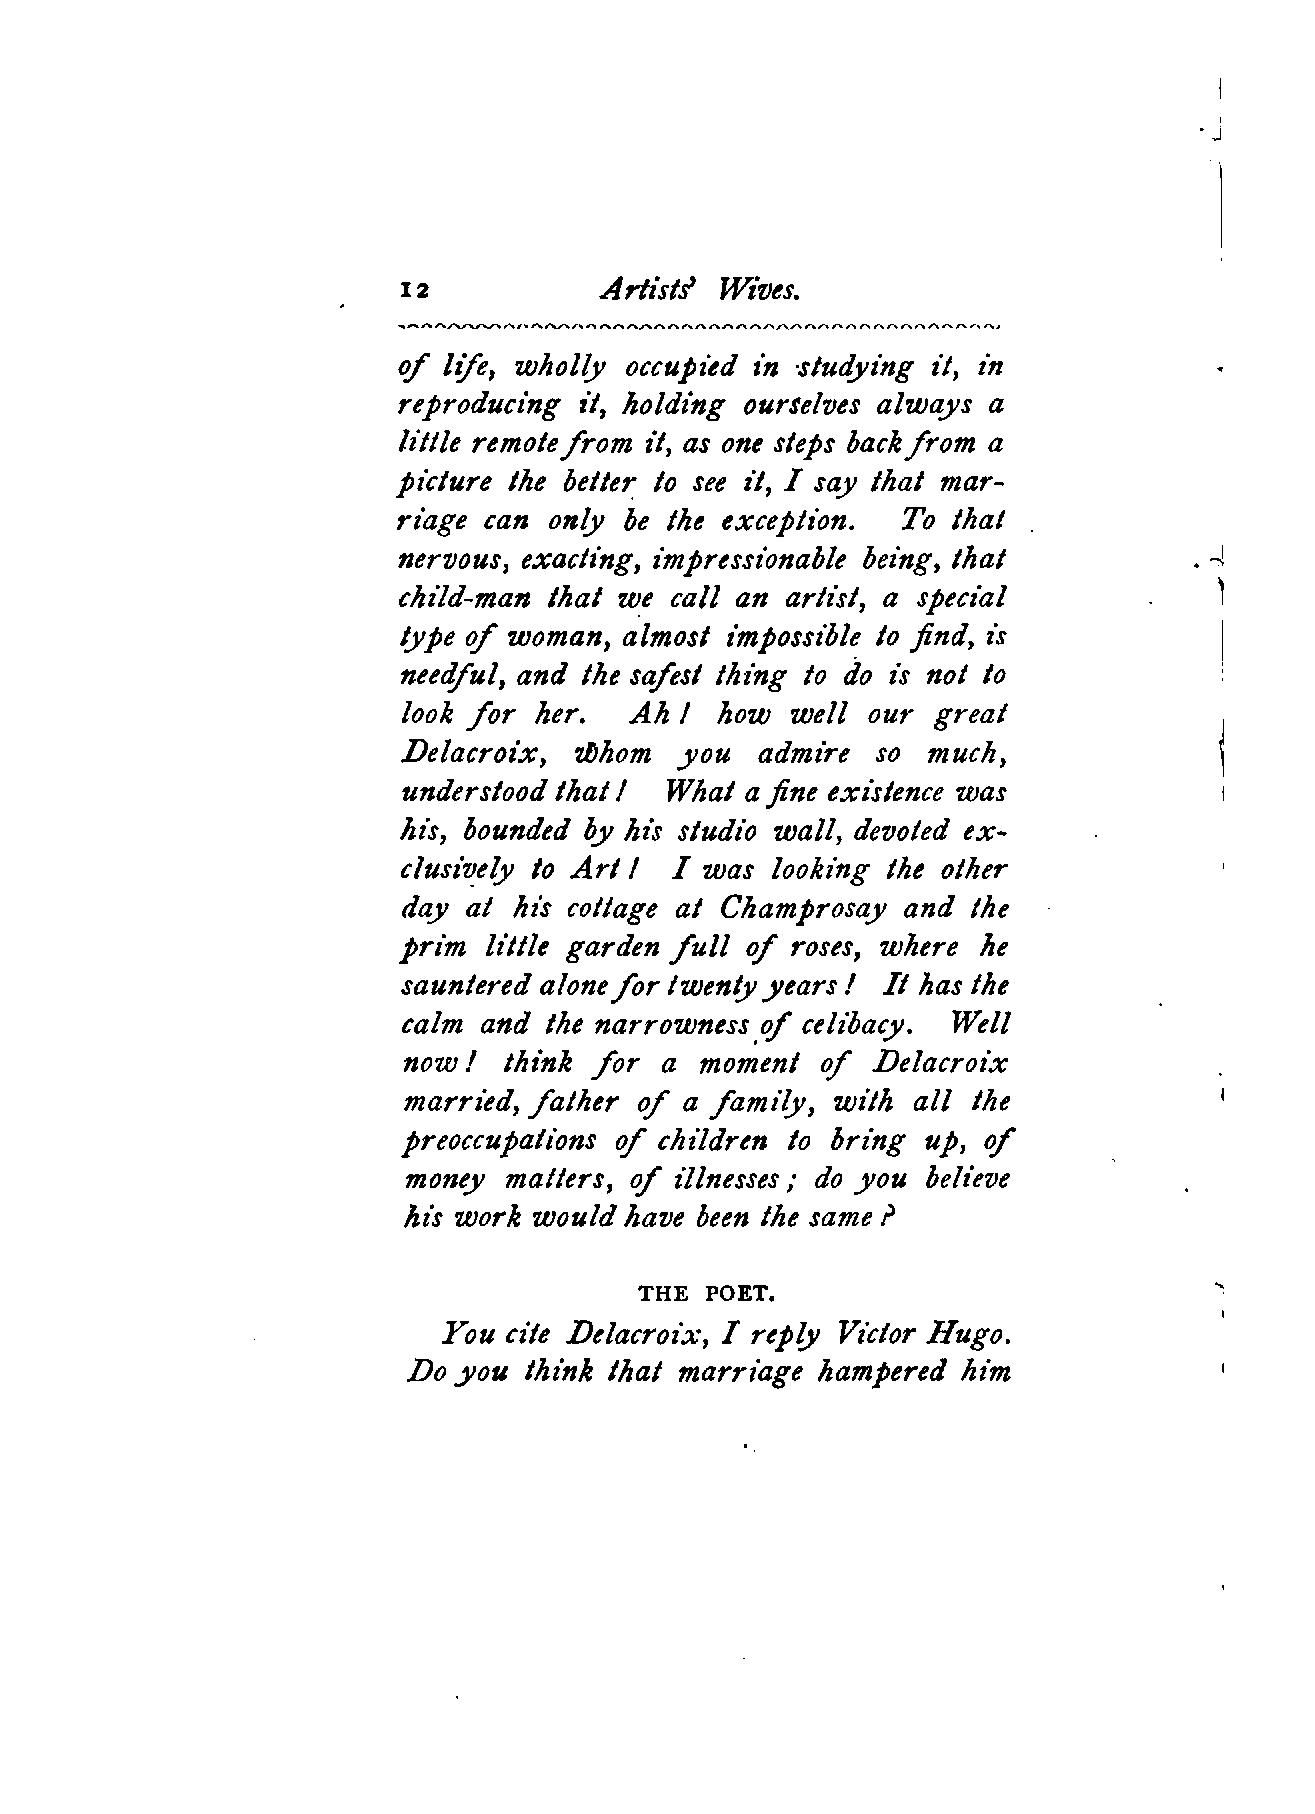 12 Artists' Wives.
of life, wholly occupied in studying it, in
reproducing it, holding ourselves always a
little remote from it, as one steps back from a
picture the better to see it, I say that mar-
riage can only be the exception. To that
nervous, exacting, impressionable being, that
child-man that we call an artist, a special
type of woman, almost impossible to find, is
needful, and the safest thing to do is not to
look for her. Ah! how well our great
Delacroix, whom you admire so much,
understood that! What a fine existence was
his, bounded by his studio wall, devoted ex-
clusively to Art! I was looking the other
day at his cottage at Champrosay and the
prim little garden full of roses, where he
sauntered alone for twenty years! It has the
calm and the narrowness of celibacy. Well
now! think for a moment of Delacroix
married, father of a family, with all the
preoccupations of children to bring up, of
money matters, of illnesses; do you believe
his work would have been the same?
THE POET.
You cite Delacroix, I reply Victor Hugo.
Do you think that marriage hampered him